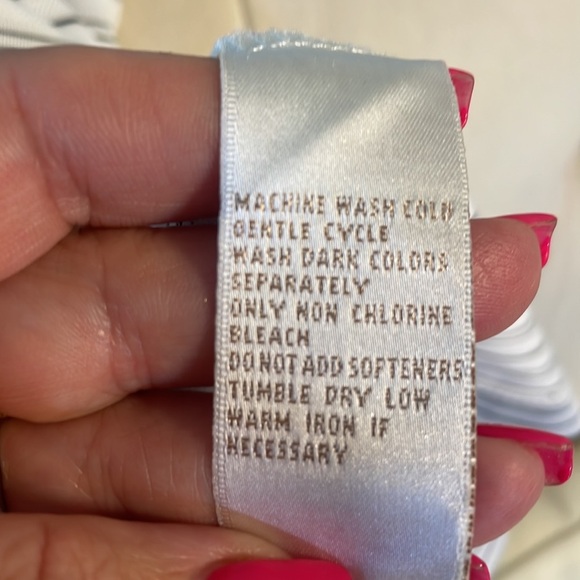 MACHINE WASH COLD
GENTLE CYCLE
WASH DARK COLORS
SEPARATELY
ONLY NON CHLORINE
BLEACH
DO NOT ADD SOFTENERS
TUMBLE DRY LOW
WARM IRON IF
NECESSARY